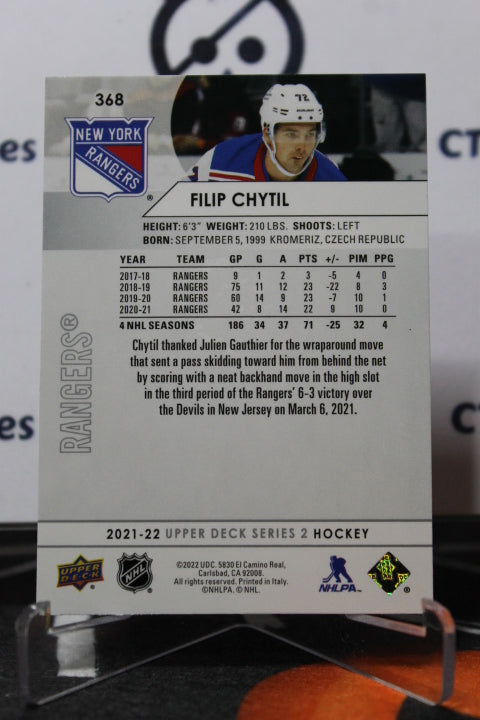 368
NEW YORK
RANGERS
®
72
FILIP CHYTIL
HEIGHT: 6'3" WEIGHT: 210 LBS. SHOOTS: LEFT
BORN: SEPTEMBER 5, 1999 KROMERIZ, CZECH REPUBLIC
YEAR TEAM GP G A PTS +/- PIM PPG
2017-18 RANGERS 9 1 2 3 -5 4 0
2018-19 RANGERS 75 11 12 23 -22 8 3
2019-20 RANGERS 60 14 9 23 -7 10 1
2020-21 RANGERS 42 8 14 22 9 10 0
4 NHL SEASONS 186 34 37 71 -25 32 4
RANGERS®
Chytil thanked Julien Gauthier for the wraparound move
that sent a pass skidding toward him from behind the net
by scoring with a neat backhand move in the high slot
in the third period of the Rangers' 6-3 victory over
the Devils in New Jersey on March 6, 2021.
2021-22 UPPER DECK SERIES 2 HOCKEY
UPPER
DECK
NHL
©2022 UDC. 5830 El Camino Real,
Carlsbad, CA 92008.
All rights reserved. Printed in Italy.
©NHLPA. © NHL.
NHLPA
®